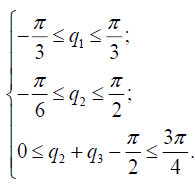 -π/3 ≤ q₁ ≤ π/3;
-π/6 ≤ q₂ ≤ π/2;
0 ≤ q₂ + q₃ - π/2 ≤ 3π/4.